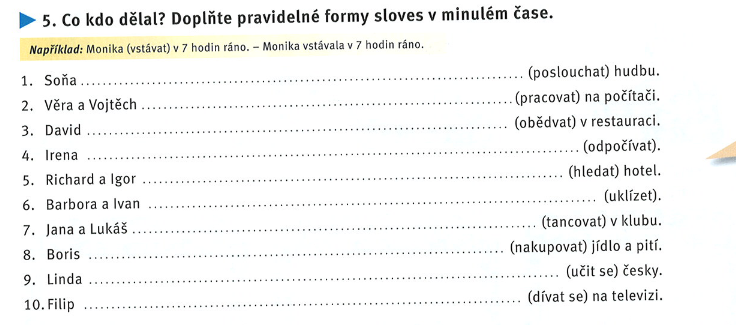 5. Co kdo dělal? Doplňte pravidelné formy sloves v minulém čase.
Například: Monika (vstávat) v 7 hodin ráno. – Monika vstávala v 7 hodin ráno.
1. Soňa ........................................ (poslouchat) hudbu.
2. Věra a Vojtěch ........................................ (pracovat) na počítači.
3. David ........................................ (obědvat) v restauraci.
4. Irena ........................................ (odpočívat).
5. Richard a Igor ........................................ (hledat) hotel.
6. Barbora a Ivan ........................................ (uklízet).
7. Jana a Lukáš ........................................ (tancovat) v klubu.
8. Boris ........................................ (nakupovat) jídlo a pití.
9. Linda ........................................ (učit se) česky.
10. Filip ........................................ (dívat se) na televizi.